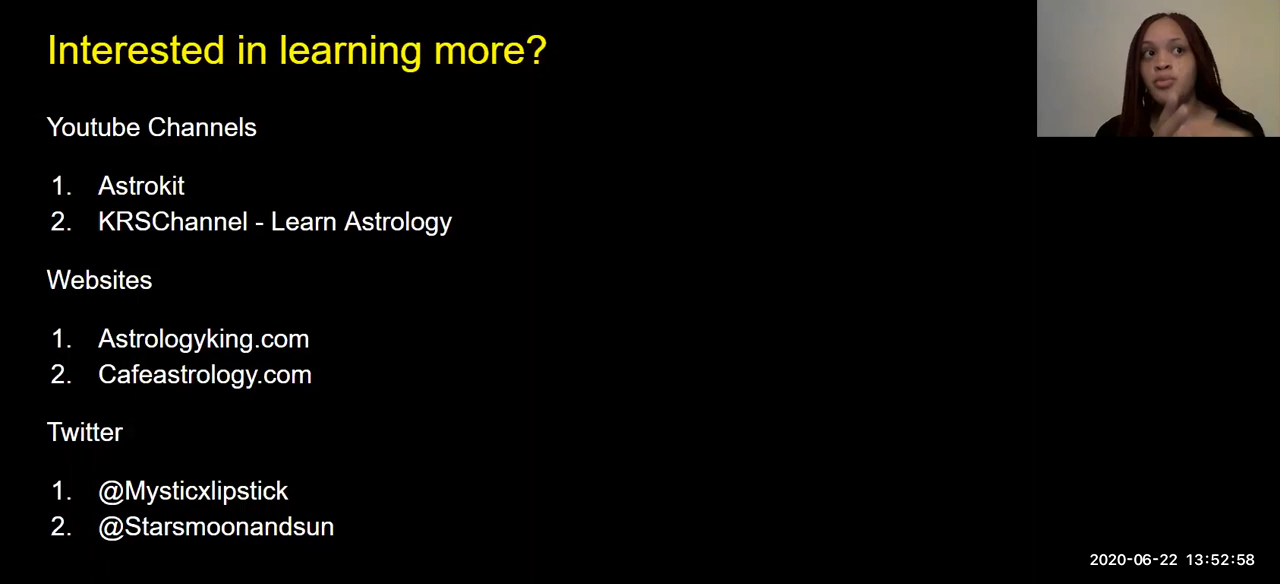 Interested in learning more?
Youtube Channels
1. Astrokit
2. KRSChannel - Learn Astrology
Websites
1. Astrologyking.com
2. Cafeastrology.com
Twitter
1. @Mysticxlipstick
2. @Starsmoonandsun
2020-06-22 13:52:58